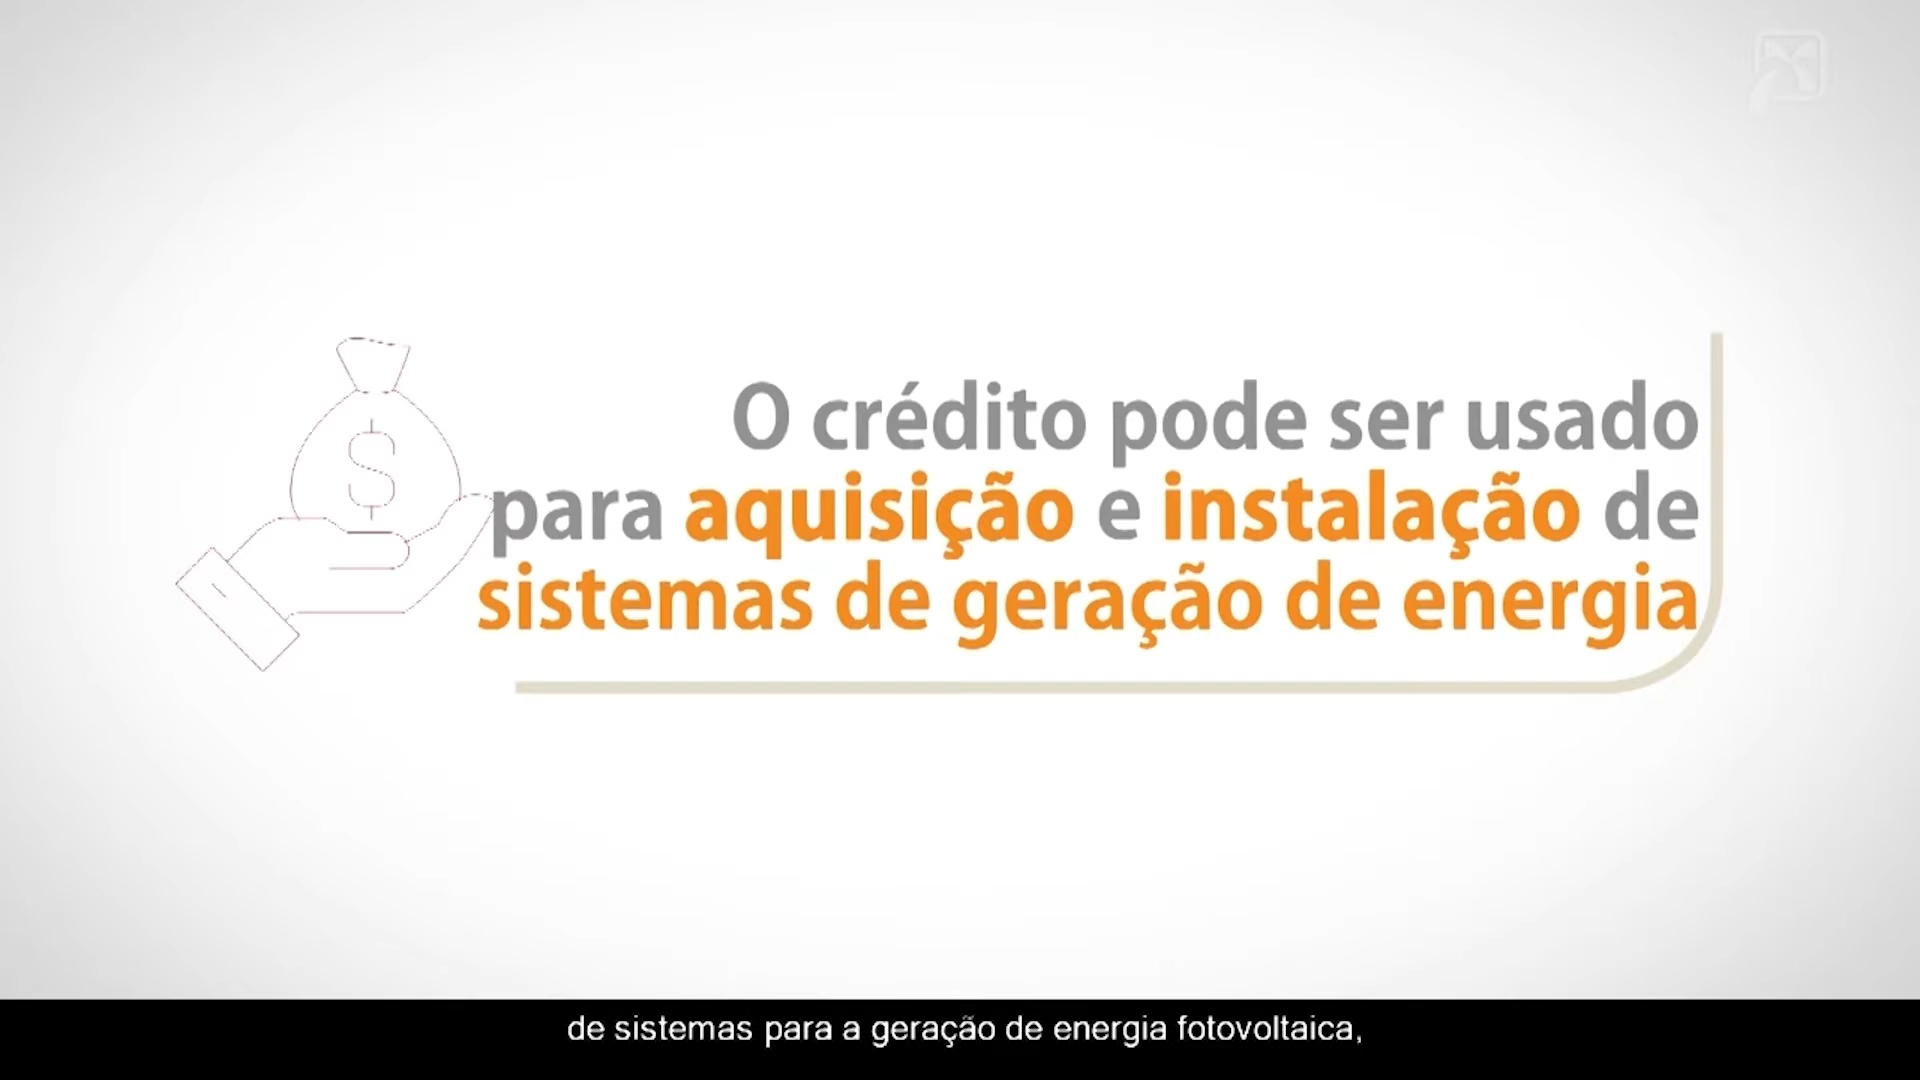 $
O crédito pode ser usado
para aquisição e instalação de
sistemas de geração de energia
de sistemas para a geração de energia fotovoltaica,